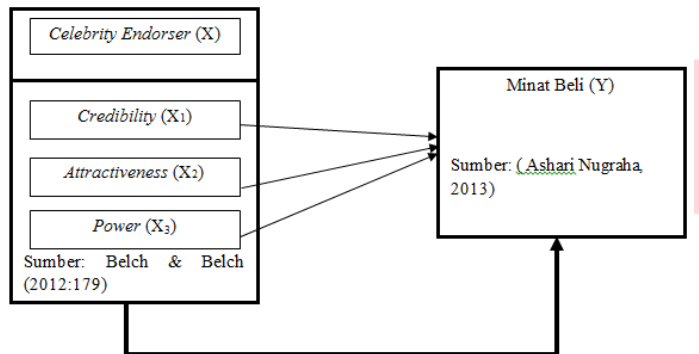 Celebrity Endorser (X)
Credibility (X1)
Attractiveness (X2)
Power (X3)
Sumber: Belch & Belch
(2012:179)
Minat Beli (Y)
Sumber: ( Ashari Nugraha,
2013)